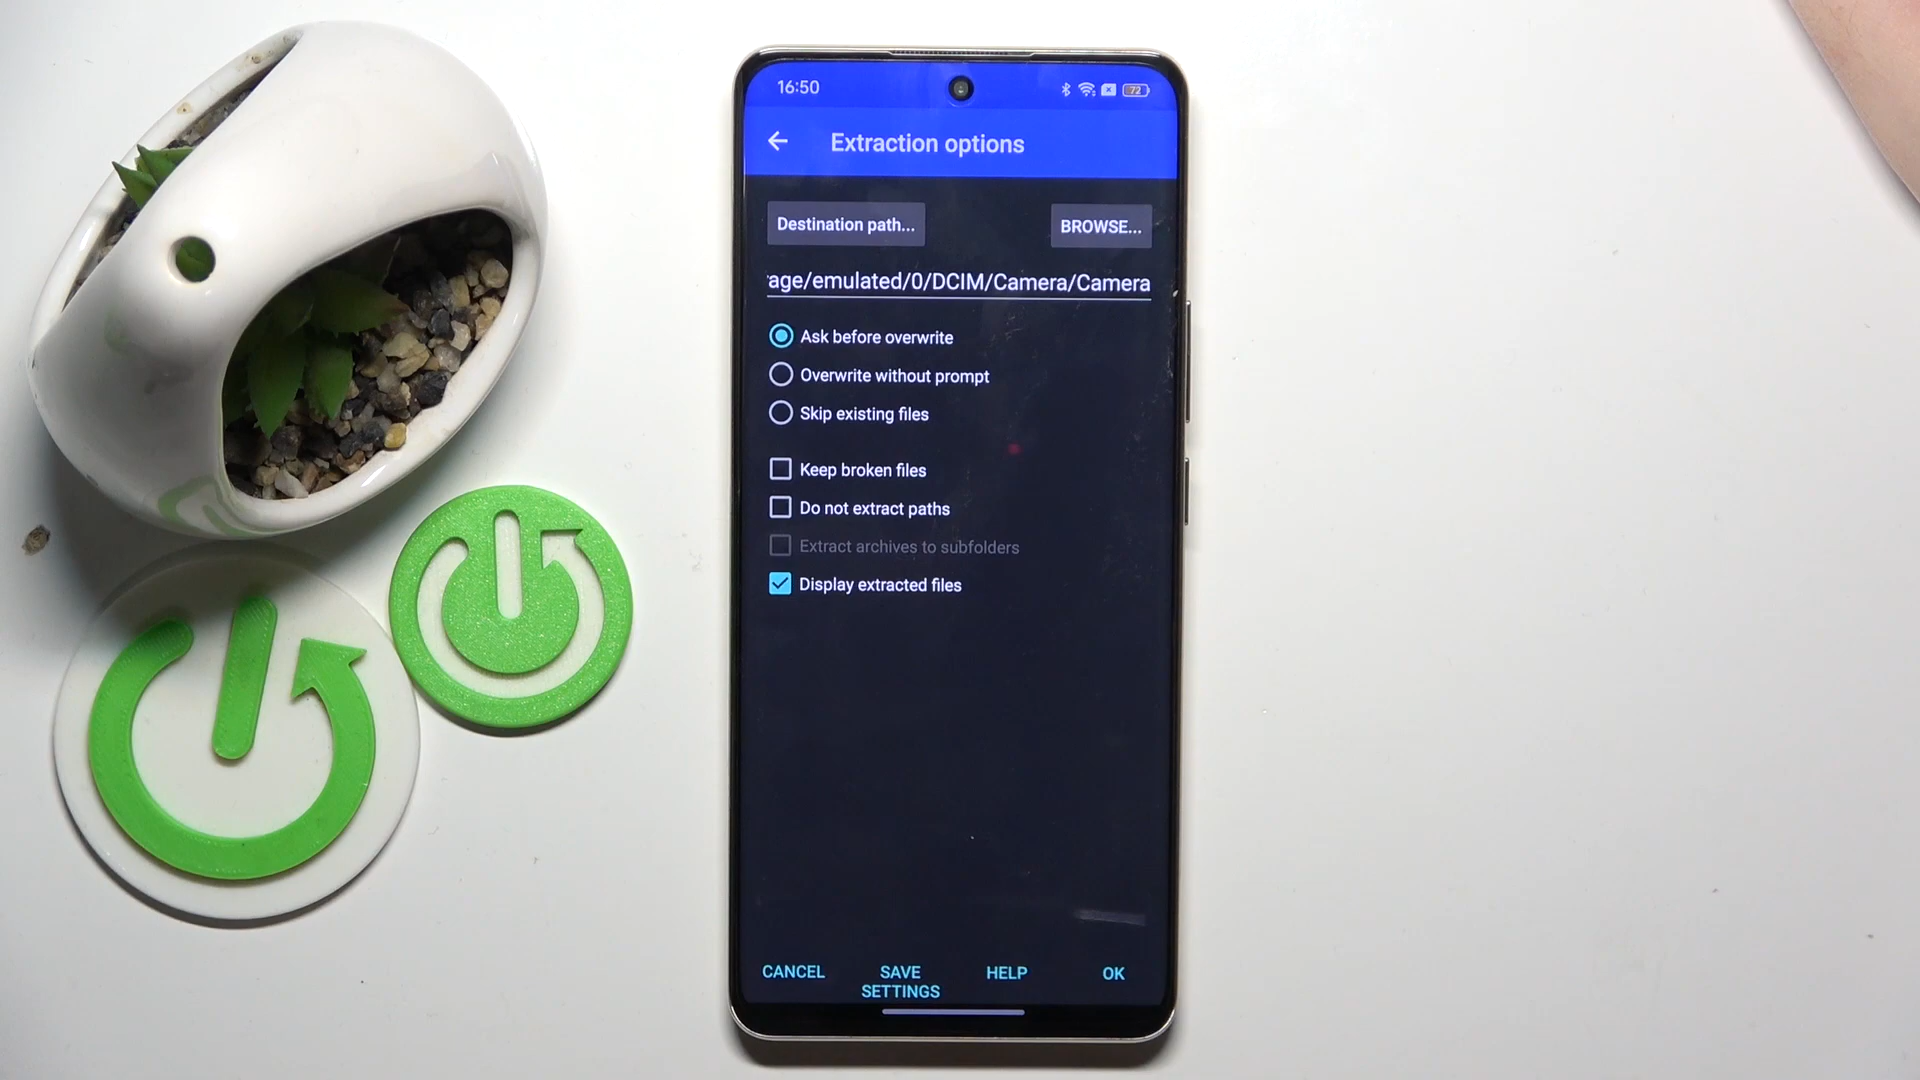 16:50
72
Extraction options
Destination path...
BROWSE...
age/emulated/0/DCIM/Camera/Camera
Ask before overwrite
Overwrite without prompt
Skip existing files
Keep broken files
Do not extract paths
Extract archives to subfolders
Display extracted files
CANCEL
SAVE SETTINGS
HELP
OK